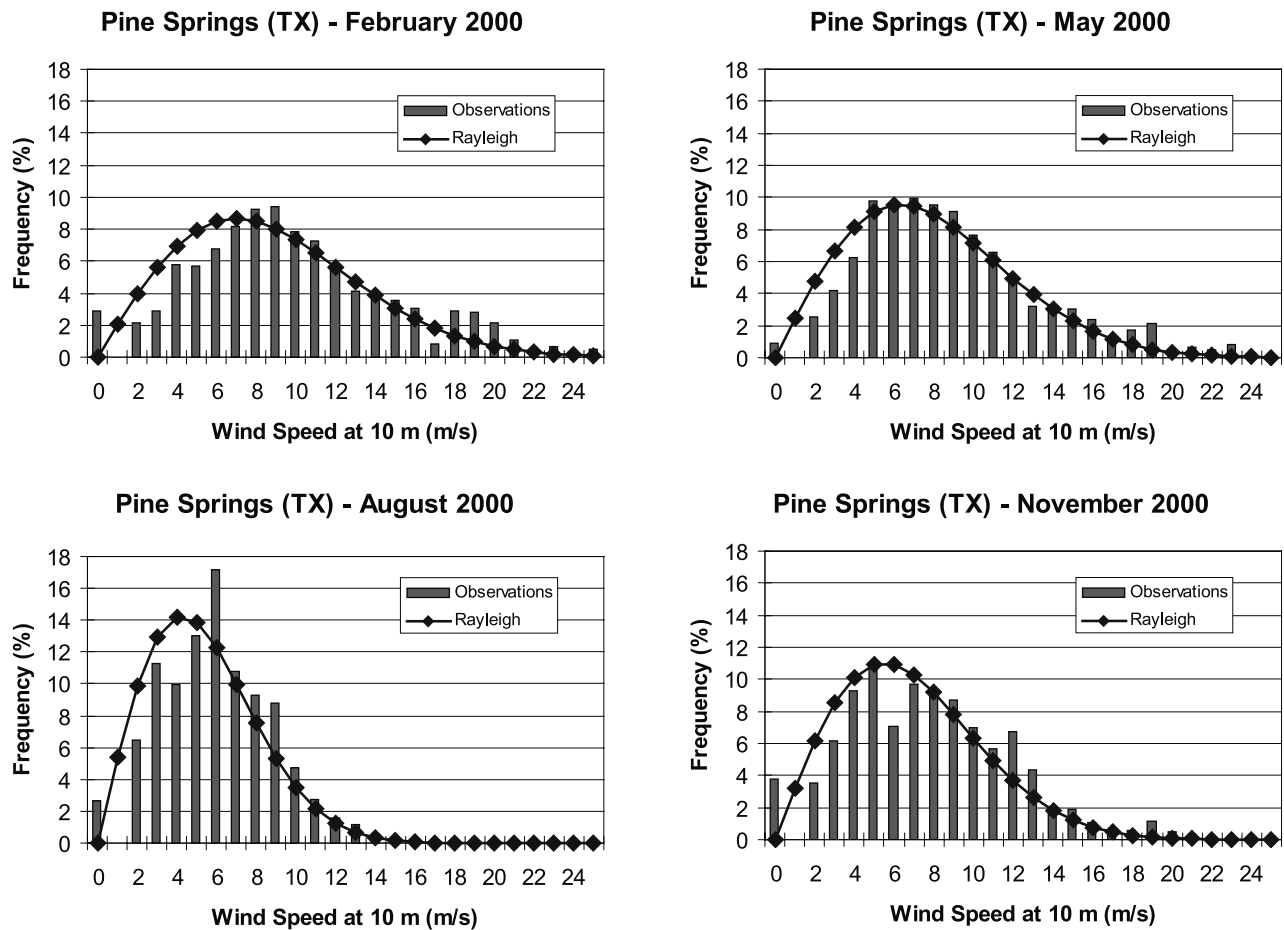 Pine Springs (TX) - February 2000
18
16
14
12
10
8
6
4
2
0
Frequency (%)
Observations
Rayleigh
0 2 4 6 8 10 12 14 16 18 20 22 24
Wind Speed at 10 m (m/s)
Pine Springs (TX) - May 2000
18
16
14
12
10
8
6
4
2
0
Frequency (%)
Observations
Rayleigh
0 2 4 6 8 10 12 14 16 18 20 22 24
Wind Speed at 10 m (m/s)
Pine Springs (TX) - August 2000
18
16
14
12
10
8
6
4
2
0
Frequency (%)
Observations
Rayleigh
0 2 4 6 8 10 12 14 16 18 20 22 24
Wind Speed at 10 m (m/s)
Pine Springs (TX) - November 2000
18
16
14
12
10
8
6
4
2
0
Frequency (%)
Observations
Rayleigh
0 2 4 6 8 10 12 14 16 18 20 22 24
Wind Speed at 10 m (m/s)